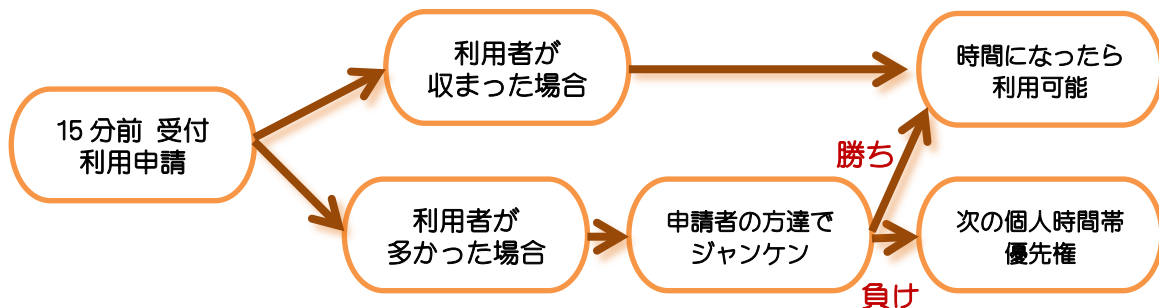 15分前 受付
利用申請
利用者が
収まった場合
時間になったら
利用可能
利用者が
多かった場合
申請者の方達で
ジャンケン
勝ち
負け
次の個人時間帯
優先権